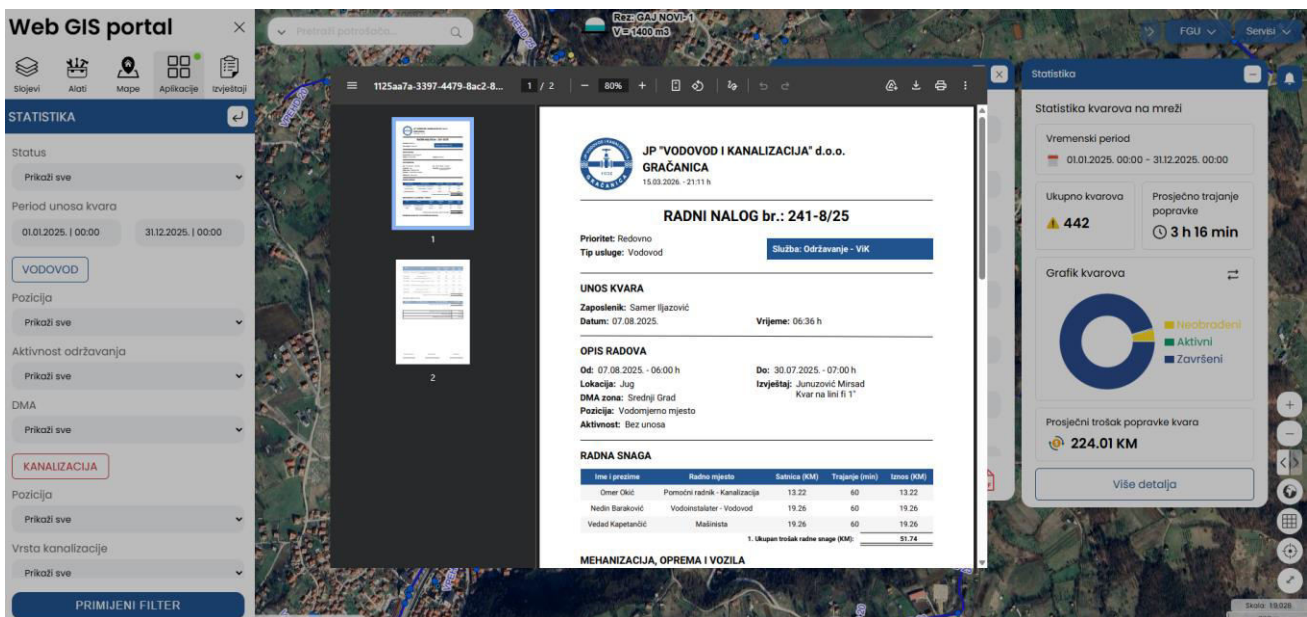 Web GIS portal
Slojevi
Alati
Mape
Aplikacije
Izvještaji
STATISTIKA
Status
Prikaži sve
Period unosa kvara
01.01.2025. | 00:00
31.12.2025. | 00:00
VODOVOD
Pozicija
Prikaži sve
Aktivnost održavanja
Prikaži sve
DMA
Prikaži sve
KANALIZACIJA
Pozicija
Prikaži sve
Vrsta kanalizacije
Prikaži sve
PRIMIJENI FILTER
Pretraži potrošače...
Rez: GAJ NOVI-1
V=1400 m3
FGU
Servisi
1125aa7a-3397-4479-8ac2-8...
1 / 2
80%
1
2
JP "VODOVOD I KANALIZACIJA" d.o.o.
GRAČANICA
15.03.2026. - 21:11 h
RADNI NALOG br.: 241-8/25
Prioritet: Redovno
Tip usluge: Vodovod
Služba: Održavanje - ViK
UNOS KVARA
Zaposlenik: Samer Iljazović
Datum: 07.08.2025.
Vrijeme: 06:36 h
OPIS RADOVA
Od: 07.08.2025. - 06:00 h
Do: 30.07.2025. - 07:00 h
Lokacija: Jug
Izvještaj: Junuzović Mirsad
Kvar na lini fi 1"
DMA zona: Srednji Grad
Pozicija: Vodomjerno mjesto
Aktivnost: Bez unosa
RADNA SNAGA
Ime i prezime Radno mjesto Satnica (KM) Trajanje (min) Iznos (KM)
Omer Okić Pomoćni radnik - Kanalizacija 13.22 60 13.22
Nedin Baraković Vodoinstalater - Vodovod 19.26 60 19.26
Vedad Kapetančić Mašinista 19.26 60 19.26
1. Ukupan trošak radne snage (KM): 51.74
MEHANIZACIJA, OPREMA I VOZILA
Statistika
Statistika kvarova na mreži
Vremenski period
01.01.2025. 00:00 - 31.12.2025. 00:00
Ukupno kvarova
442
Prosječno trajanje
popravke
3 h 16 min
Grafik kvarova
Neobrađeni
Aktivni
Završeni
Prosječni trošak popravke kvara
224.01 KM
Više detalja
Skala: 1:9,028